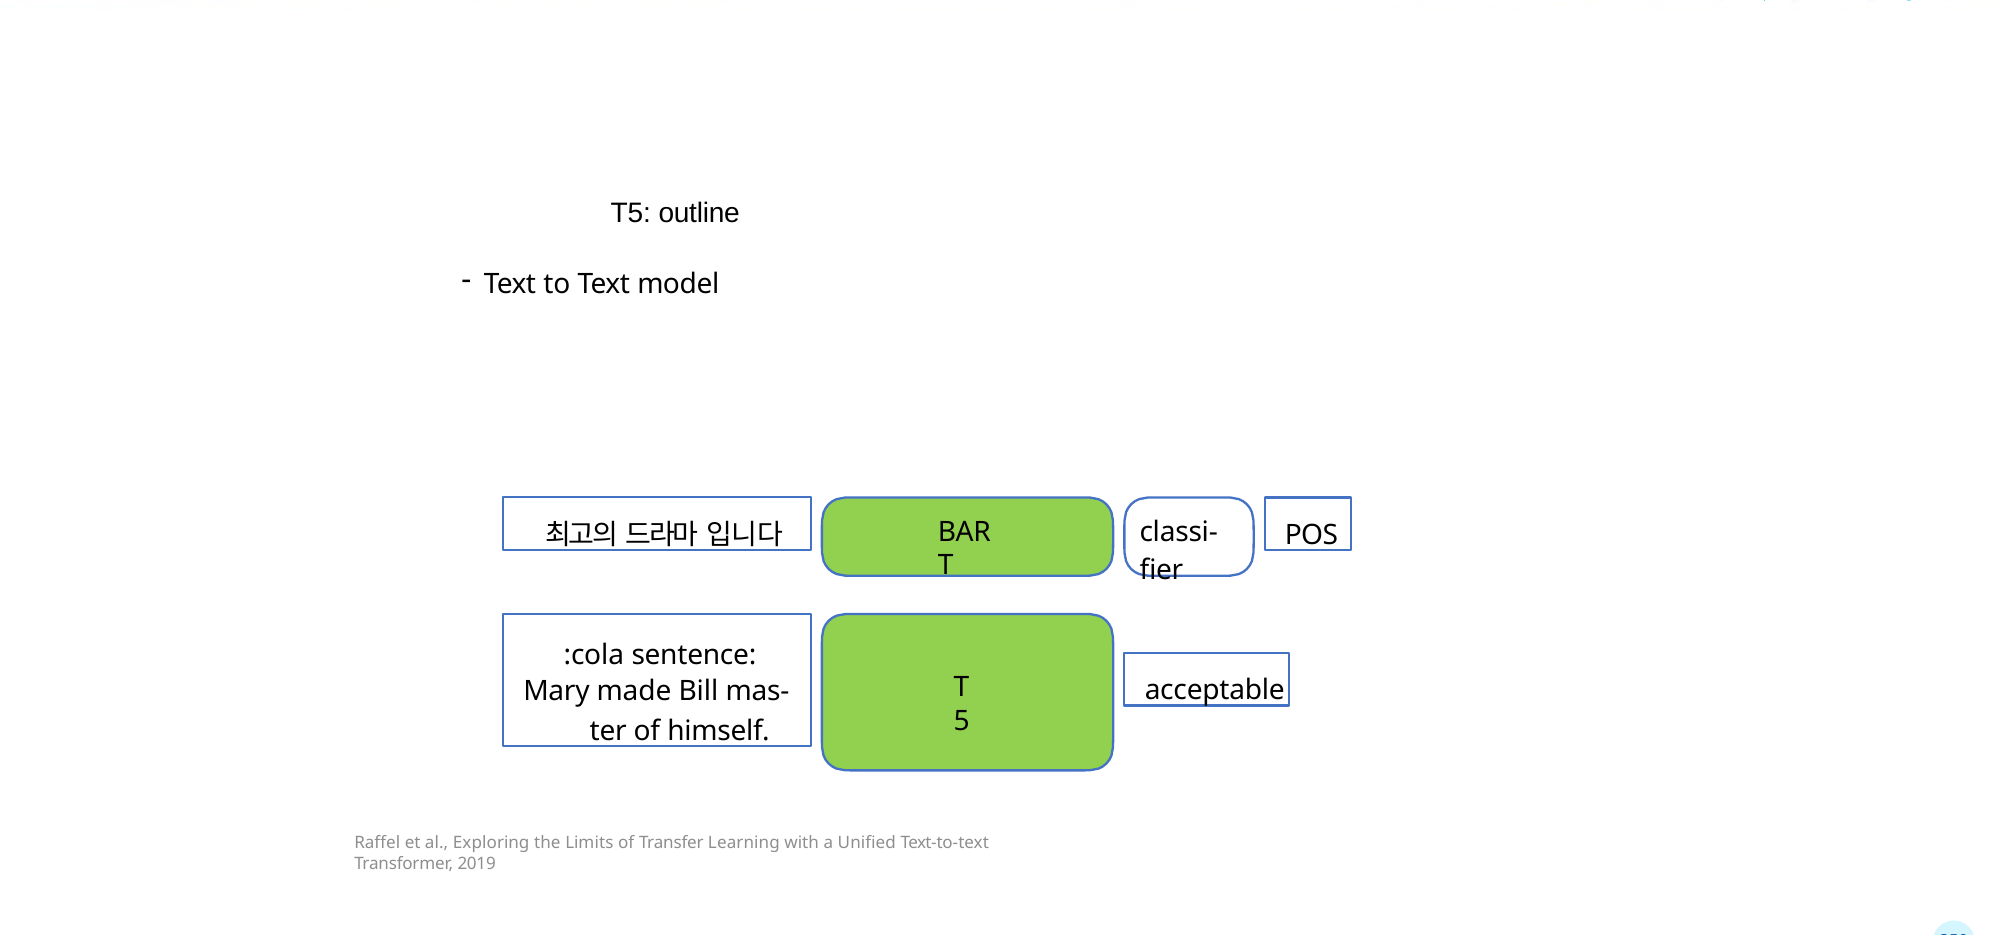 T5: outline
- Text to Text model
최고의 드라마 입니다
BAR
T
classi-
fier
POS
:cola sentence:
Mary made Bill mas-
ter of himself.
T
5
acceptable
Raffel et al., Exploring the Limits of Transfer Learning with a Unified Text-to-text
Transformer, 2019